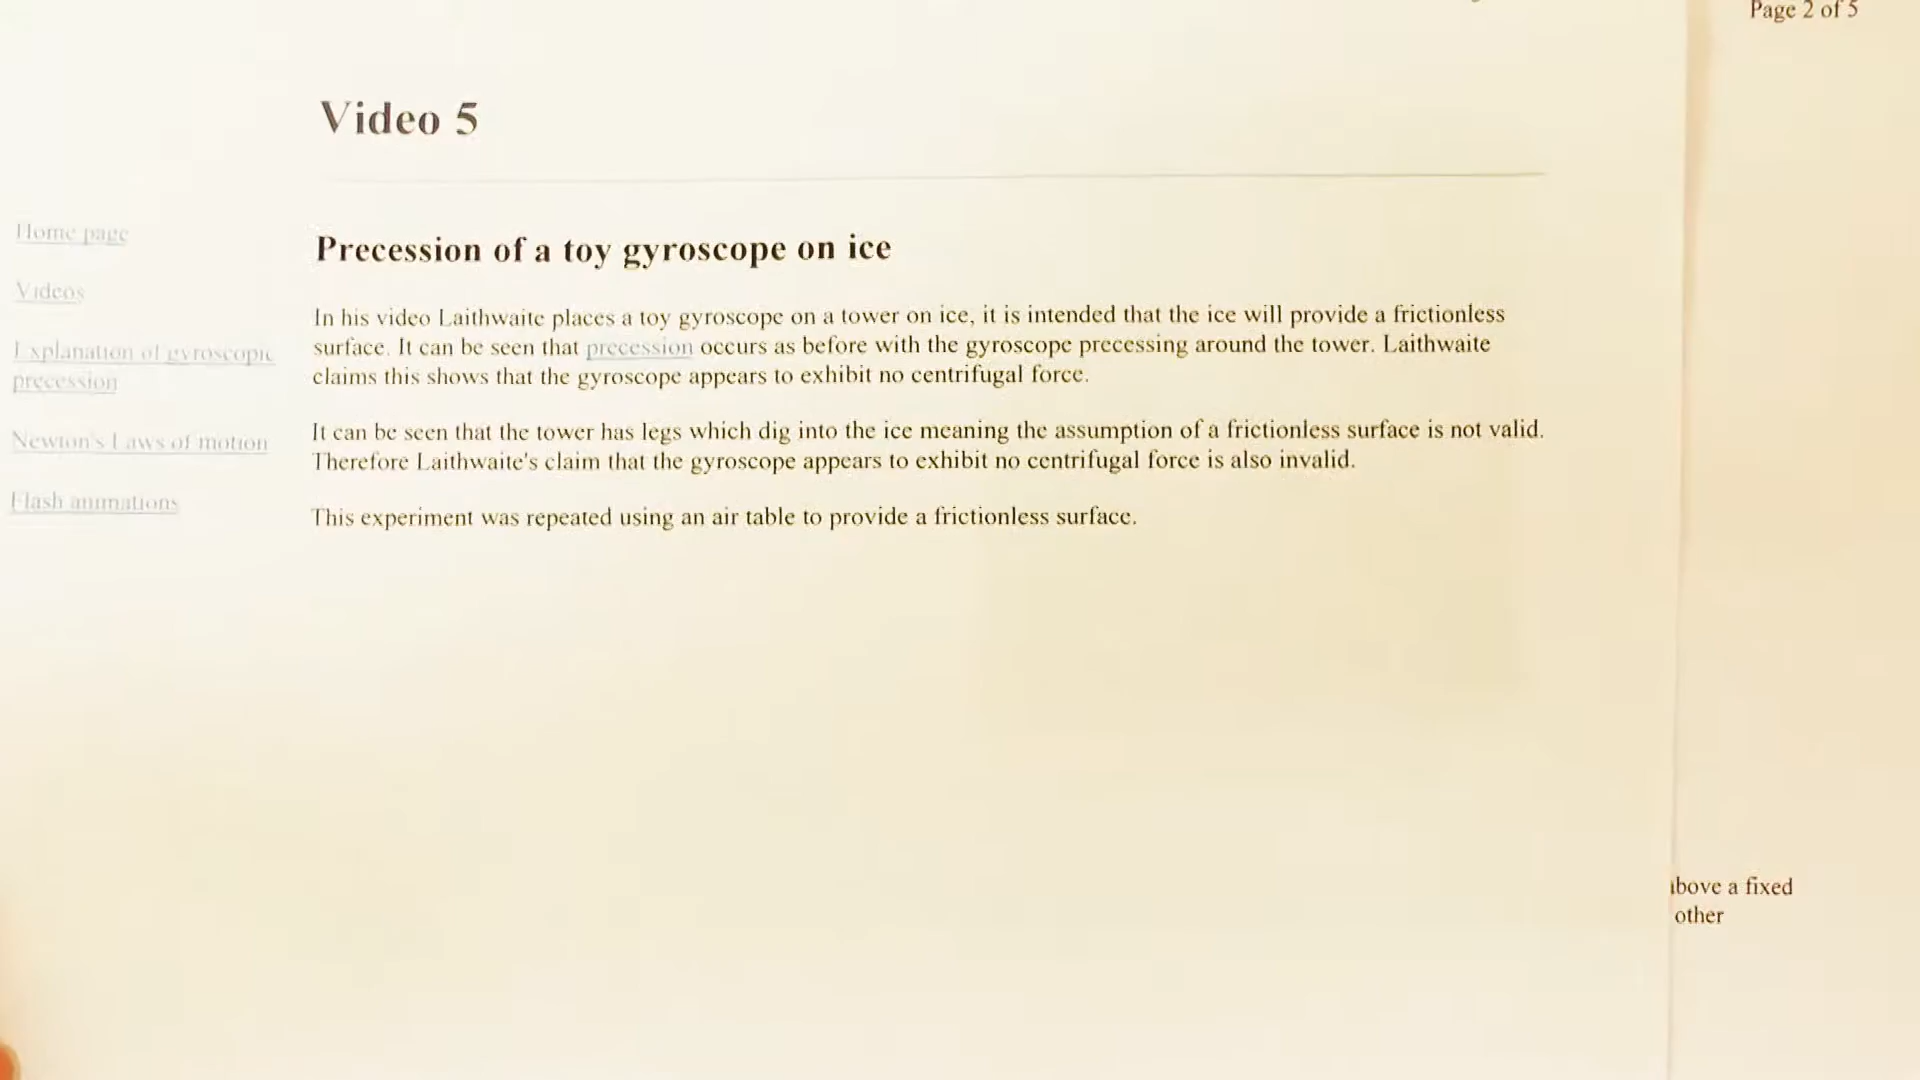 Page 2 of 5
Video 5
Home page
Videos
Explanation of gyroscopic
precession
Newton's Laws of motion
Flash animations
Precession of a toy gyroscope on ice
In his video Laithwaite places a toy gyroscope on a tower on ice, it is intended that the ice will provide a frictionless
surface. It can be seen that precession occurs as before with the gyroscope precessing around the tower. Laithwaite
claims this shows that the gyroscope appears to exhibit no centrifugal force.
It can be seen that the tower has legs which dig into the ice meaning the assumption of a frictionless surface is not valid.
Therefore Laithwaite's claim that the gyroscope appears to exhibit no centrifugal force is also invalid.
This experiment was repeated using an air table to provide a frictionless surface.
above a fixed
other